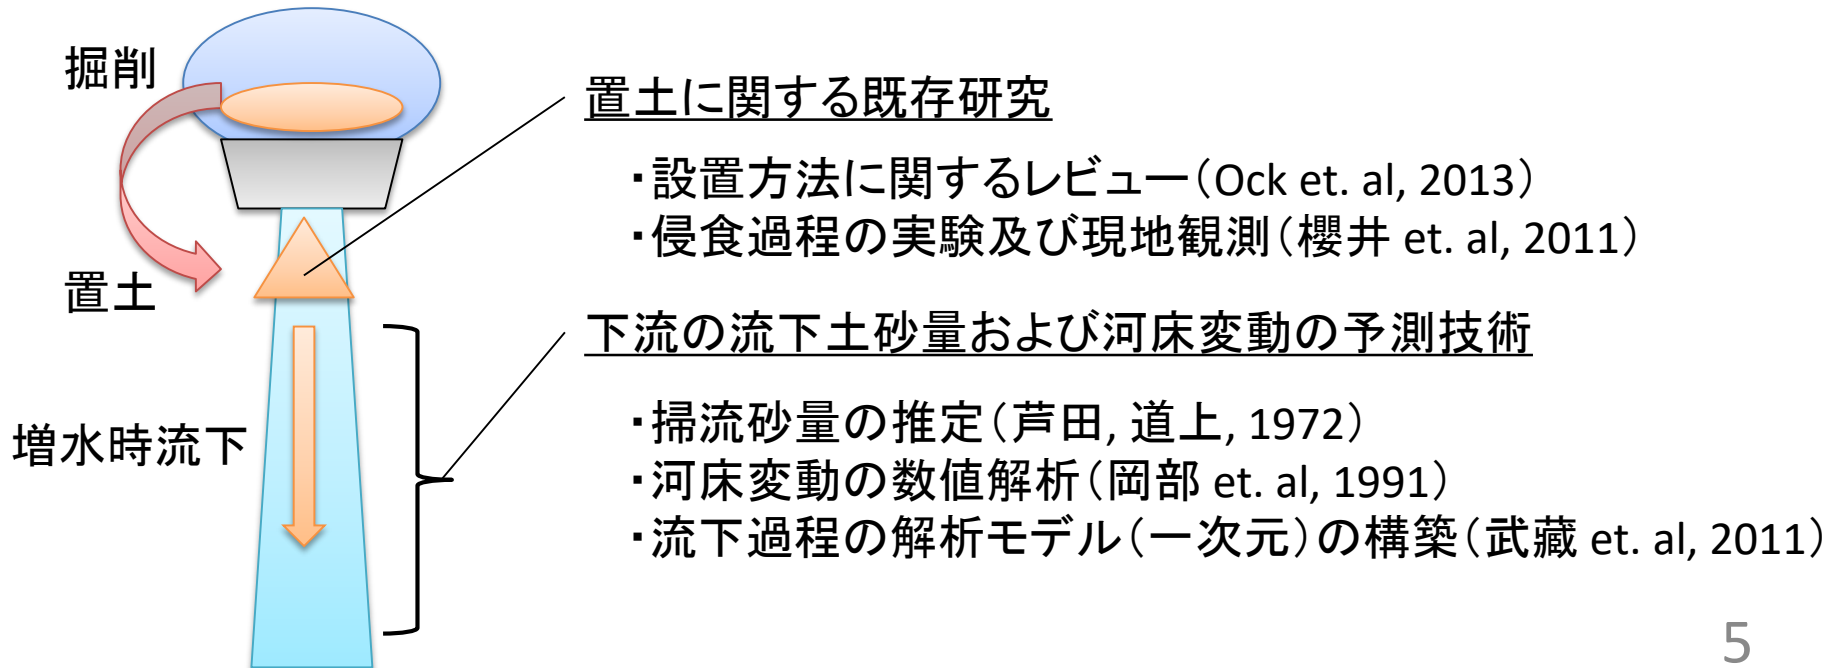 掘削
置土
増水時流下
置土に関する既存研究
・設置方法に関するレビュー（Ock et. al, 2013）
・侵食過程の実験及び現地観測（櫻井 et. al, 2011）
下流の流下土砂量および河床変動の予測技術
・掃流砂量の推定（芦田, 道上, 1972）
・河床変動の数値解析（岡部 et. al, 1991）
・流下過程の解析モデル（一次元）の構築（武藏 et. al, 2011）
5